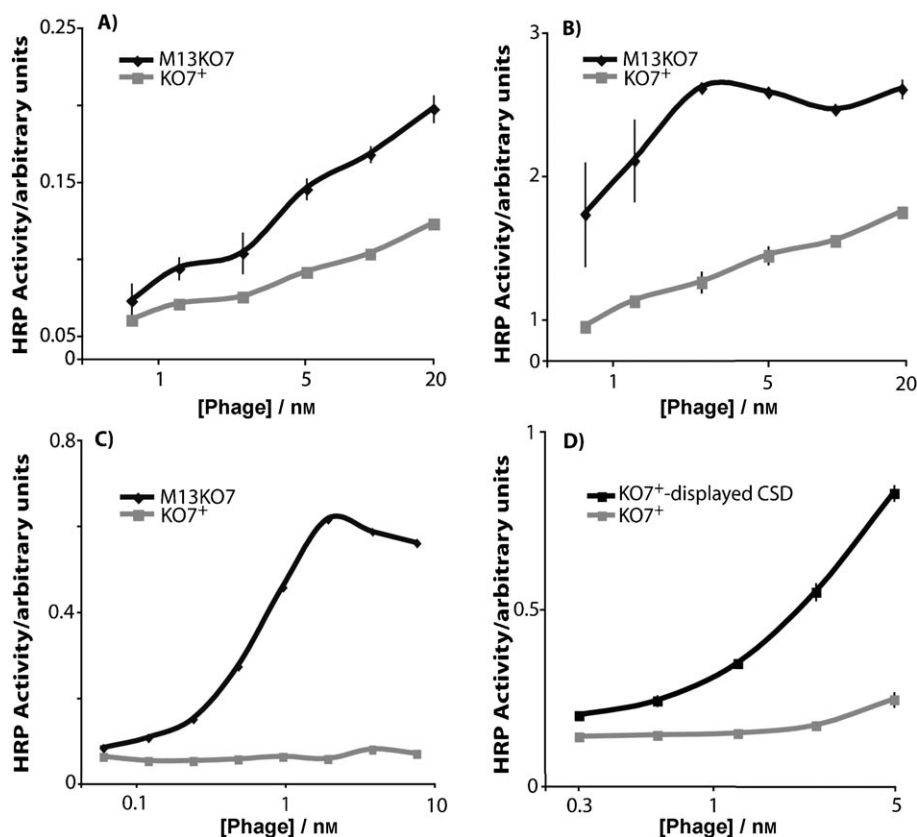 A)
M13KO7
KO7+
HRP Activity/arbitrary units
0.25
0.15
0.05
0
1
5
20
[Phage] / nM
B)
M13KO7
KO7+
HRP Activity/arbitrary units
3
2
1
0
1
5
20
[Phage] / nM
C)
M13KO7
KO7+
HRP Activity/arbitrary units
0.8
0.4
0
0.1
1
10
[Phage] / nM
D)
KO7+-displayed CSD
KO7+
HRP Activity/arbitrary units
1
0.5
0
0.3
1
5
[Phage] / nM